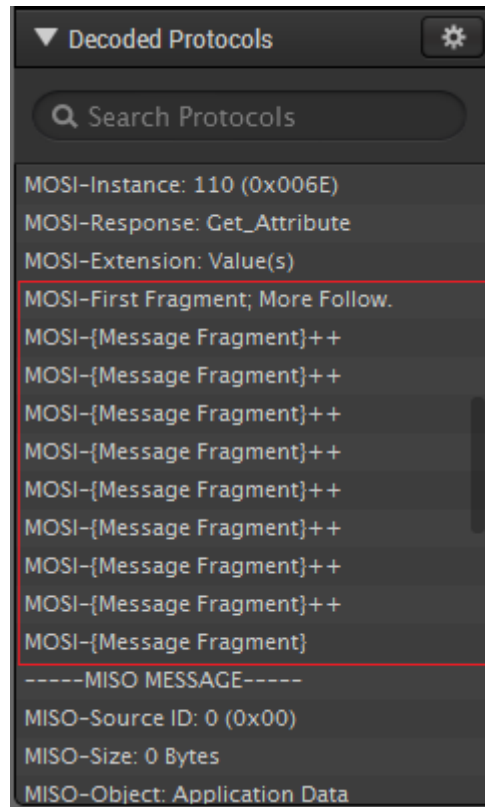 Decoded Protocols
Search Protocols
MOSI-Instance: 110 (0x006E)
MOSI-Response: Get_Attribute
MOSI-Extension: Value(s)
MOSI-First Fragment; More Follow.
MOSI-{Message Fragment}++
MOSI-{Message Fragment}++
MOSI-{Message Fragment}++
MOSI-{Message Fragment}++
MOSI-{Message Fragment}++
MOSI-{Message Fragment}++
MOSI-{Message Fragment}++
MOSI-{Message Fragment}++
MOSI-{Message Fragment}
-----MISO MESSAGE-----
MISO-Source ID: 0 (0x00)
MISO-Size: 0 Bytes
MISO-Object: Application Data